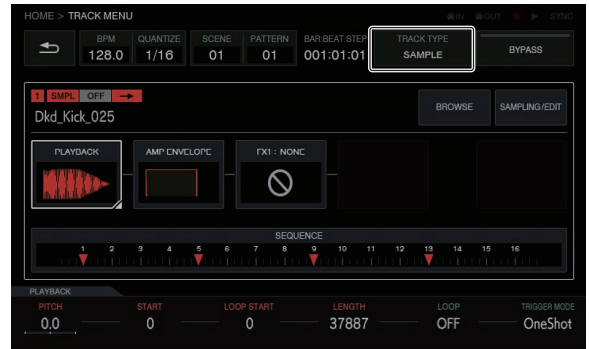 HOME > TRACK MENU
IN OUT SYNC
BPM 128.0
QUANTIZE 1/16
SCENE 01
PATTERN 01
BAR:BEAT:STEP 001:01:01
TRACK TYPE SAMPLE
BYPASS
1 SMPL OFF
Dkd_Kick_025
BROWSE
SAMPLING/EDIT
PLAYBACK
AMP ENVELOPE
FX1 : NONE
SEQUENCE
1 2 3 4 5 6 7 8 9 10 11 12 13 14 15 16
PLAYBACK
PITCH START LOOP START LENGTH LOOP TRIGGER MODE
0.0 0 0 37887 OFF OneShot